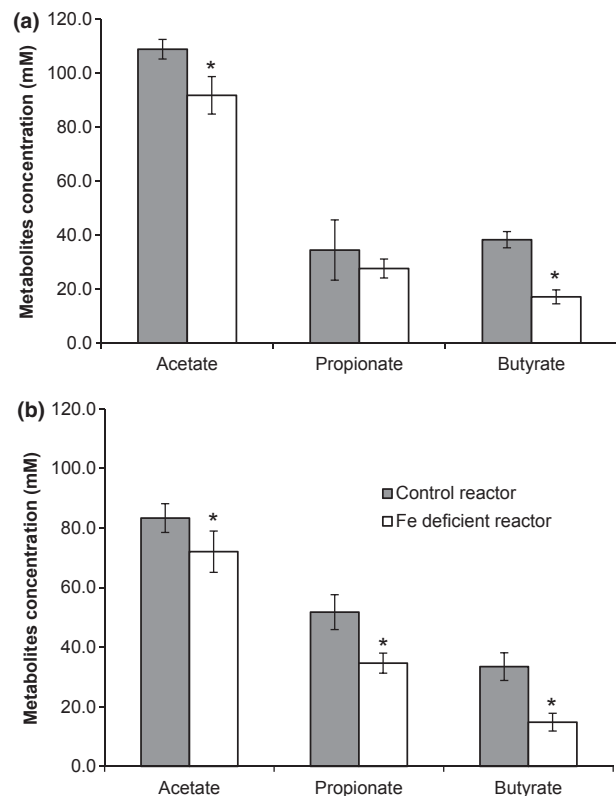 (a)
Metabolites concentration (mM)
120.0
100.0
80.0
60.0
40.0
20.0
0.0
*
*
Acetate Propionate Butyrate
(b)
Metabolites concentration (mM)
120.0
100.0
80.0
60.0
40.0
20.0
0.0
Control reactor
Fe deficient reactor
*
*
*
Acetate Propionate Butyrate